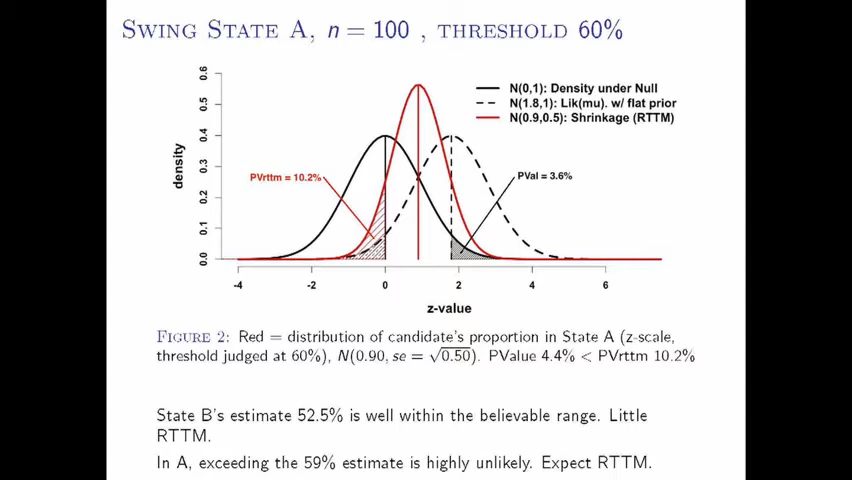 SWING STATE A, n = 100 , THRESHOLD 60%
N(0,1): Density under Null
N(1.8,1): Lik(mu). w/ flat prior
N(0.9,0.5): Shrinkage (RTTM)
density
0.0
0.1
0.2
0.3
0.4
0.5
0.6
PVrttm = 10.2%
PVal = 3.6%
-4
-2
0
2
4
6
z-value
FIGURE 2: Red = distribution of candidate's proportion in State A (z-scale,
threshold judged at 60%), N(0.90, se = √0.50). PValue 4.4% < PVrttm 10.2%
State B's estimate 52.5% is well within the believable range. Little
RTTM.
In A, exceeding the 59% estimate is highly unlikely. Expect RTTM.